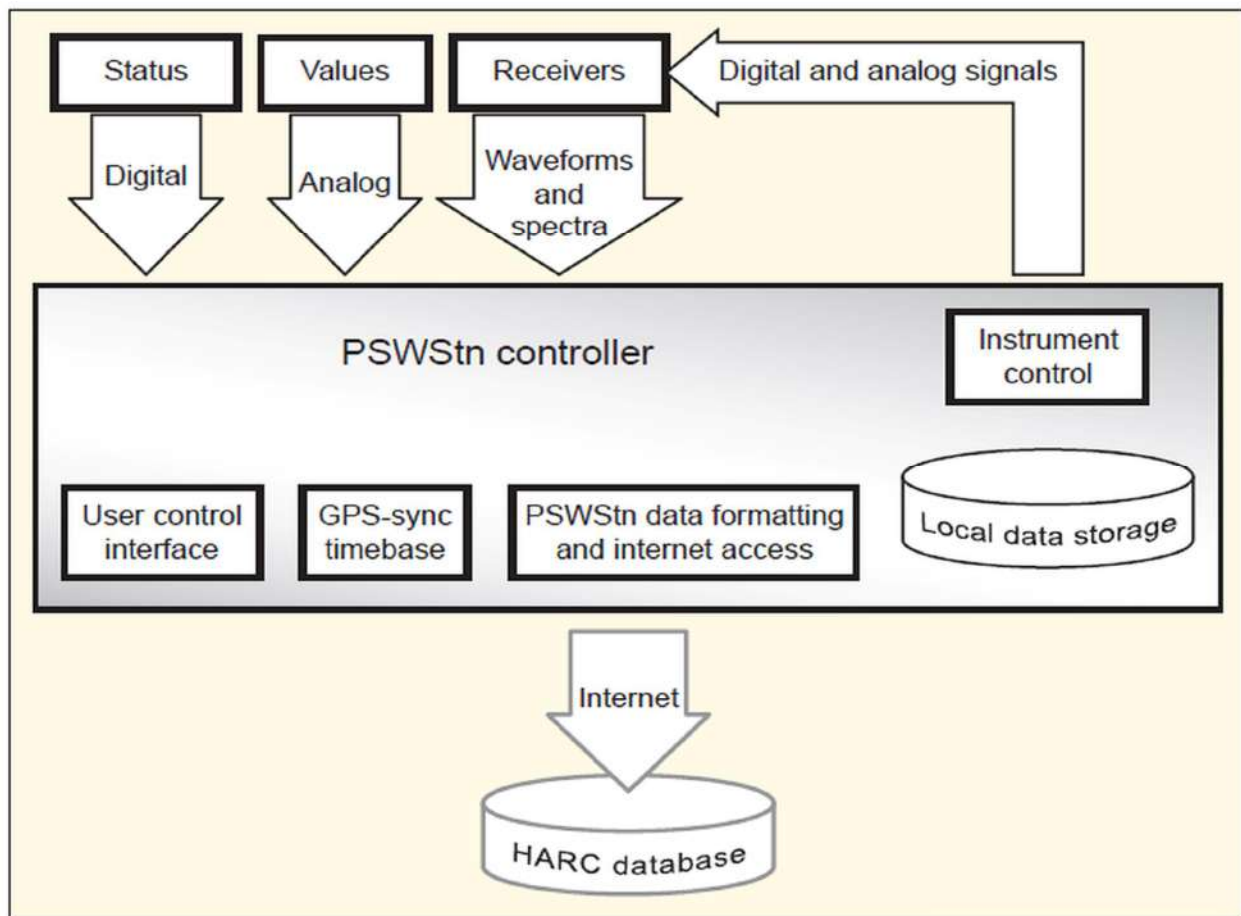 Status
Values
Receivers
Digital and analog signals
Digital
Analog
Waveforms
and
spectra
PSWStn controller
Instrument
control
User control
interface
GPS-sync
timebase
PSWStn data formatting
and internet access
Local data storage
Internet
HARC database